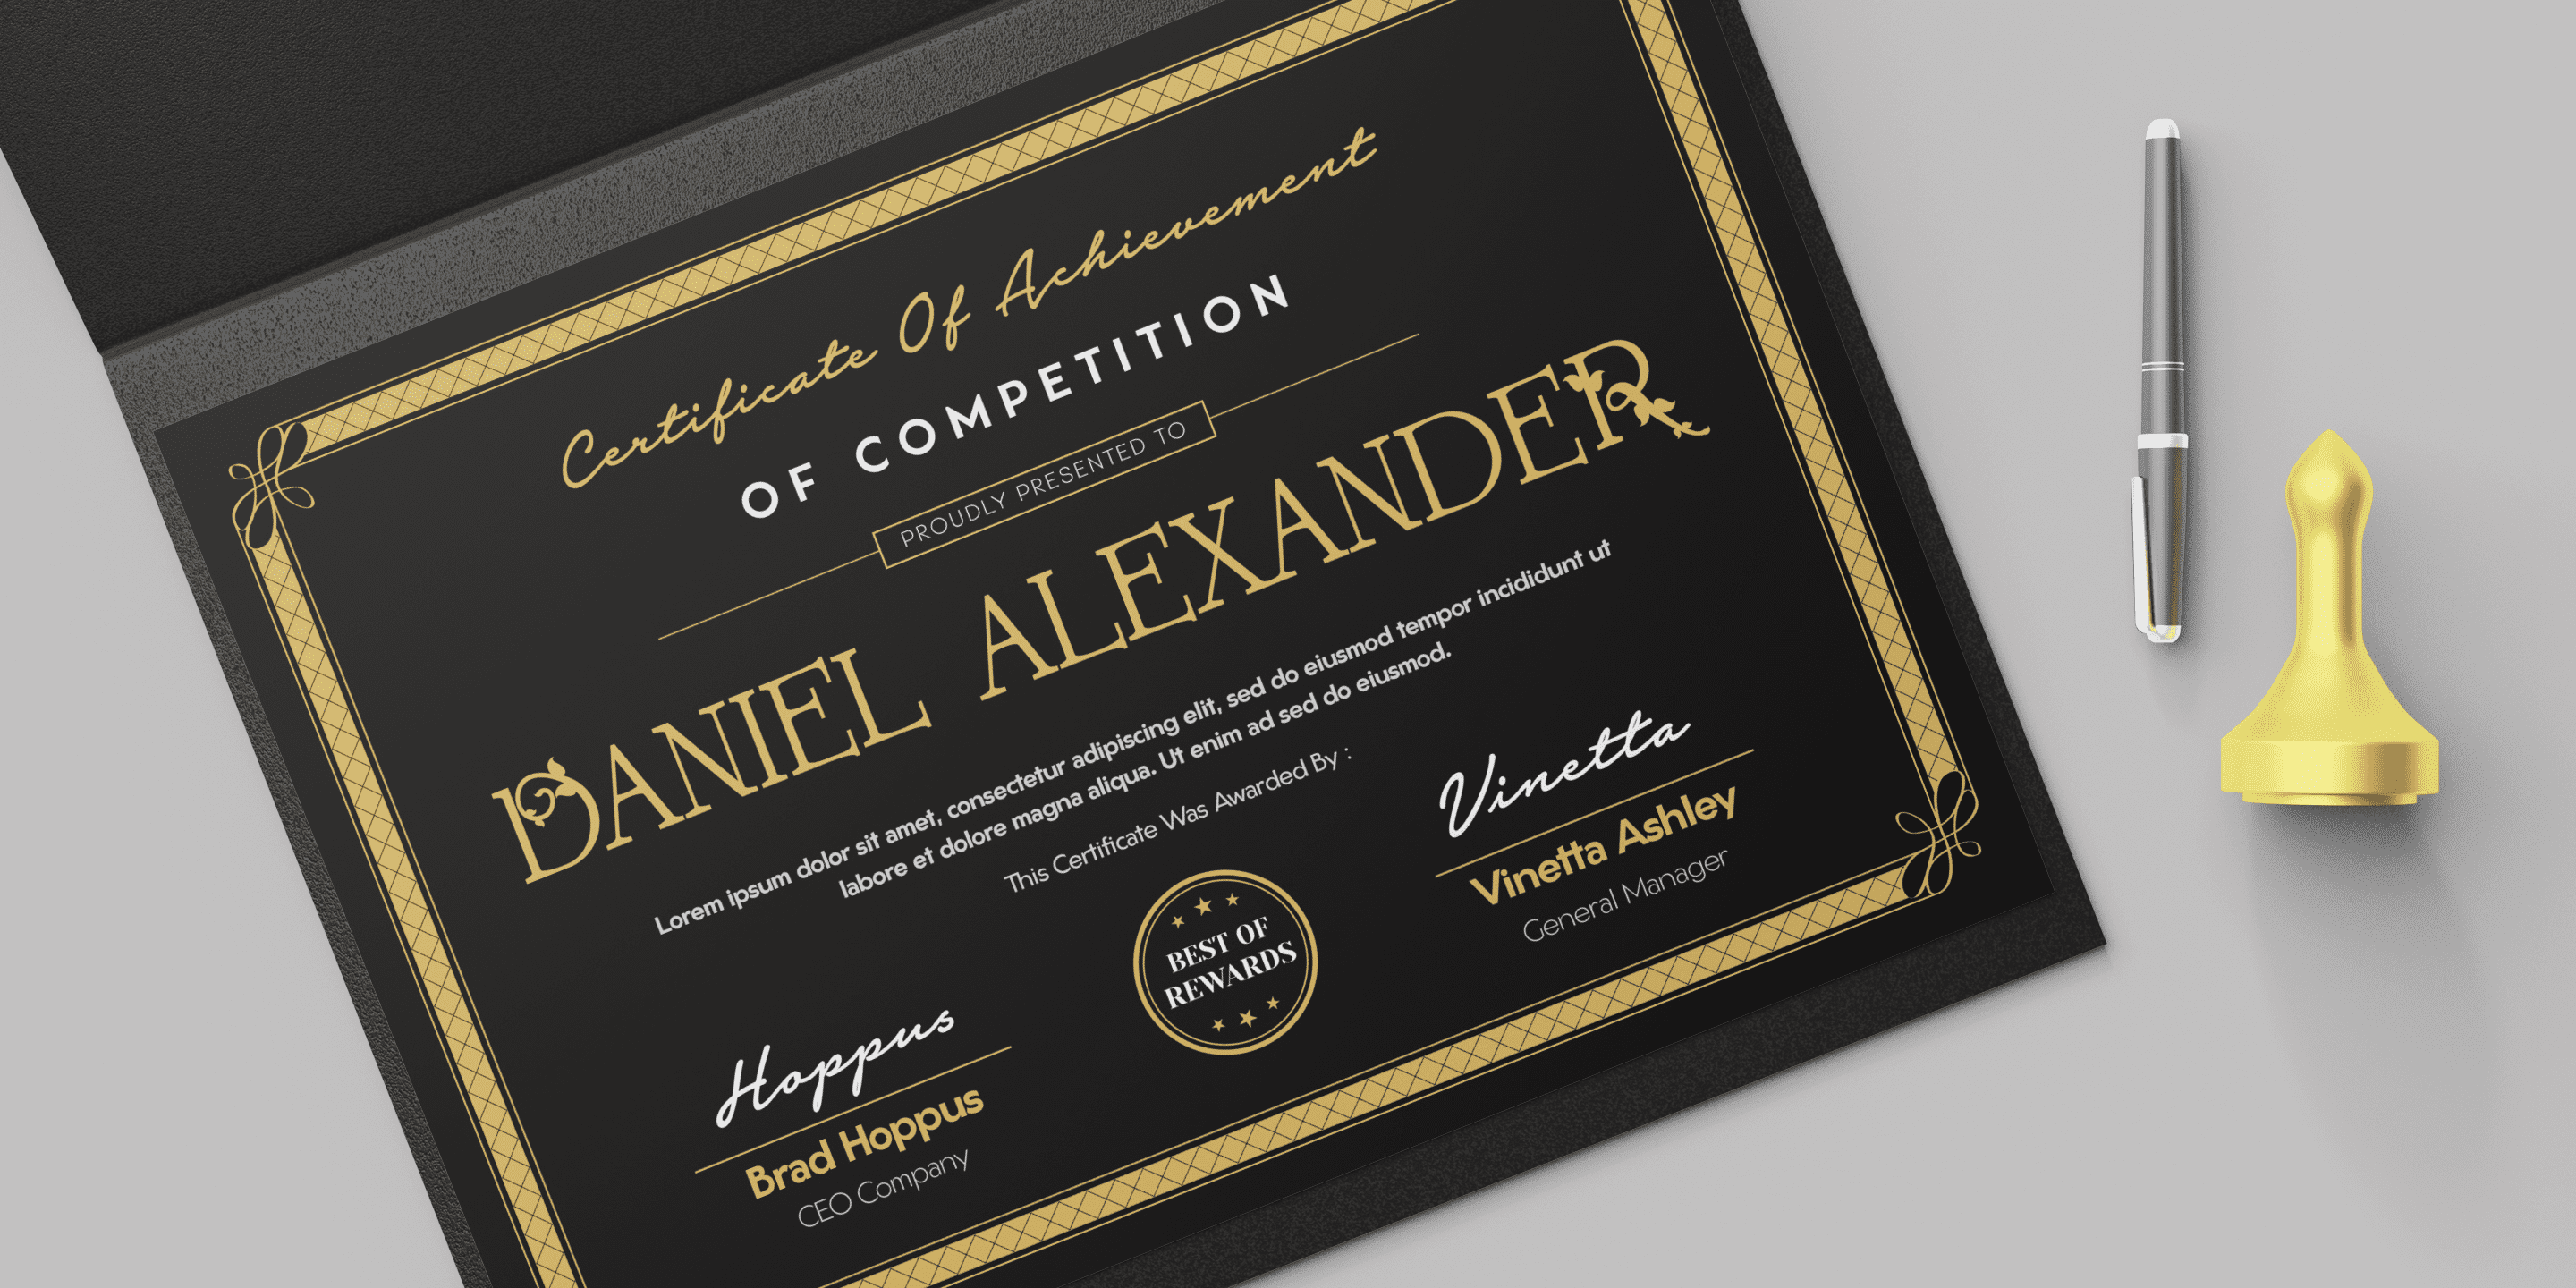 Certificate Of Achievement
OF COMPETITION
PROUDLY PRESENTED TO
DANIEL ALEXANDER
Lorem ipsum dolor sit amet, consectetur adipiscing elit, sed do eiusmod tempor incididunt ut
labore et dolore magna aliqua. Ut enim ad sed do eiusmod.
This Certificate Was Awarded By :
Hoppus
Brad Hoppus
CEO Company
BEST OF
REWARDS
Vinetta
Vinetta Ashley
General Manager